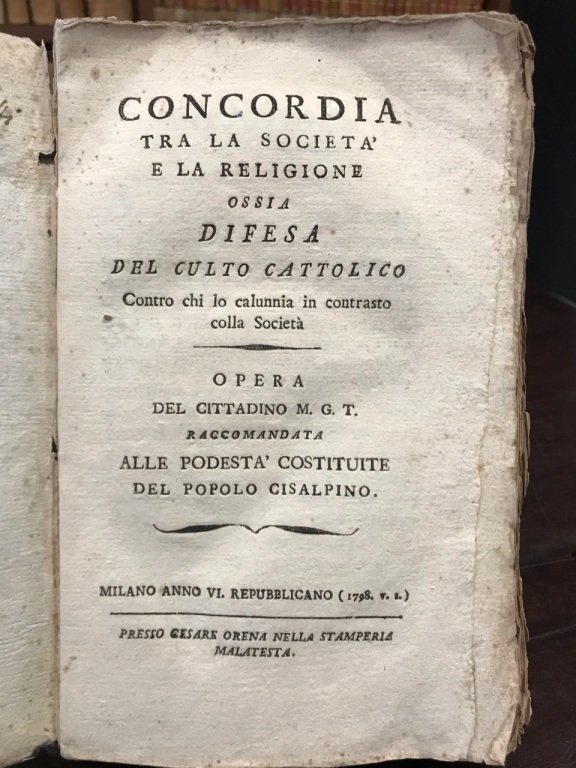 CONCORDIA
TRA LA SOCIETA'
E LA RELIGIONE
OSSIA
DIFESA
DEL CULTO CATTOLICO
Contro chi lo calunnia in contrasto
colla Società
OPERA
DEL CITTADINO M. G. T.
RACCOMANDATA
ALLE PODESTA' COSTITUITE
DEL POPOLO CISALPINO.
MILANO ANNO VI. REPUBBLICANO (1798. v. s.)
PRESSO CESARE ORENA NELLA STAMPERIA
MALATESTA.